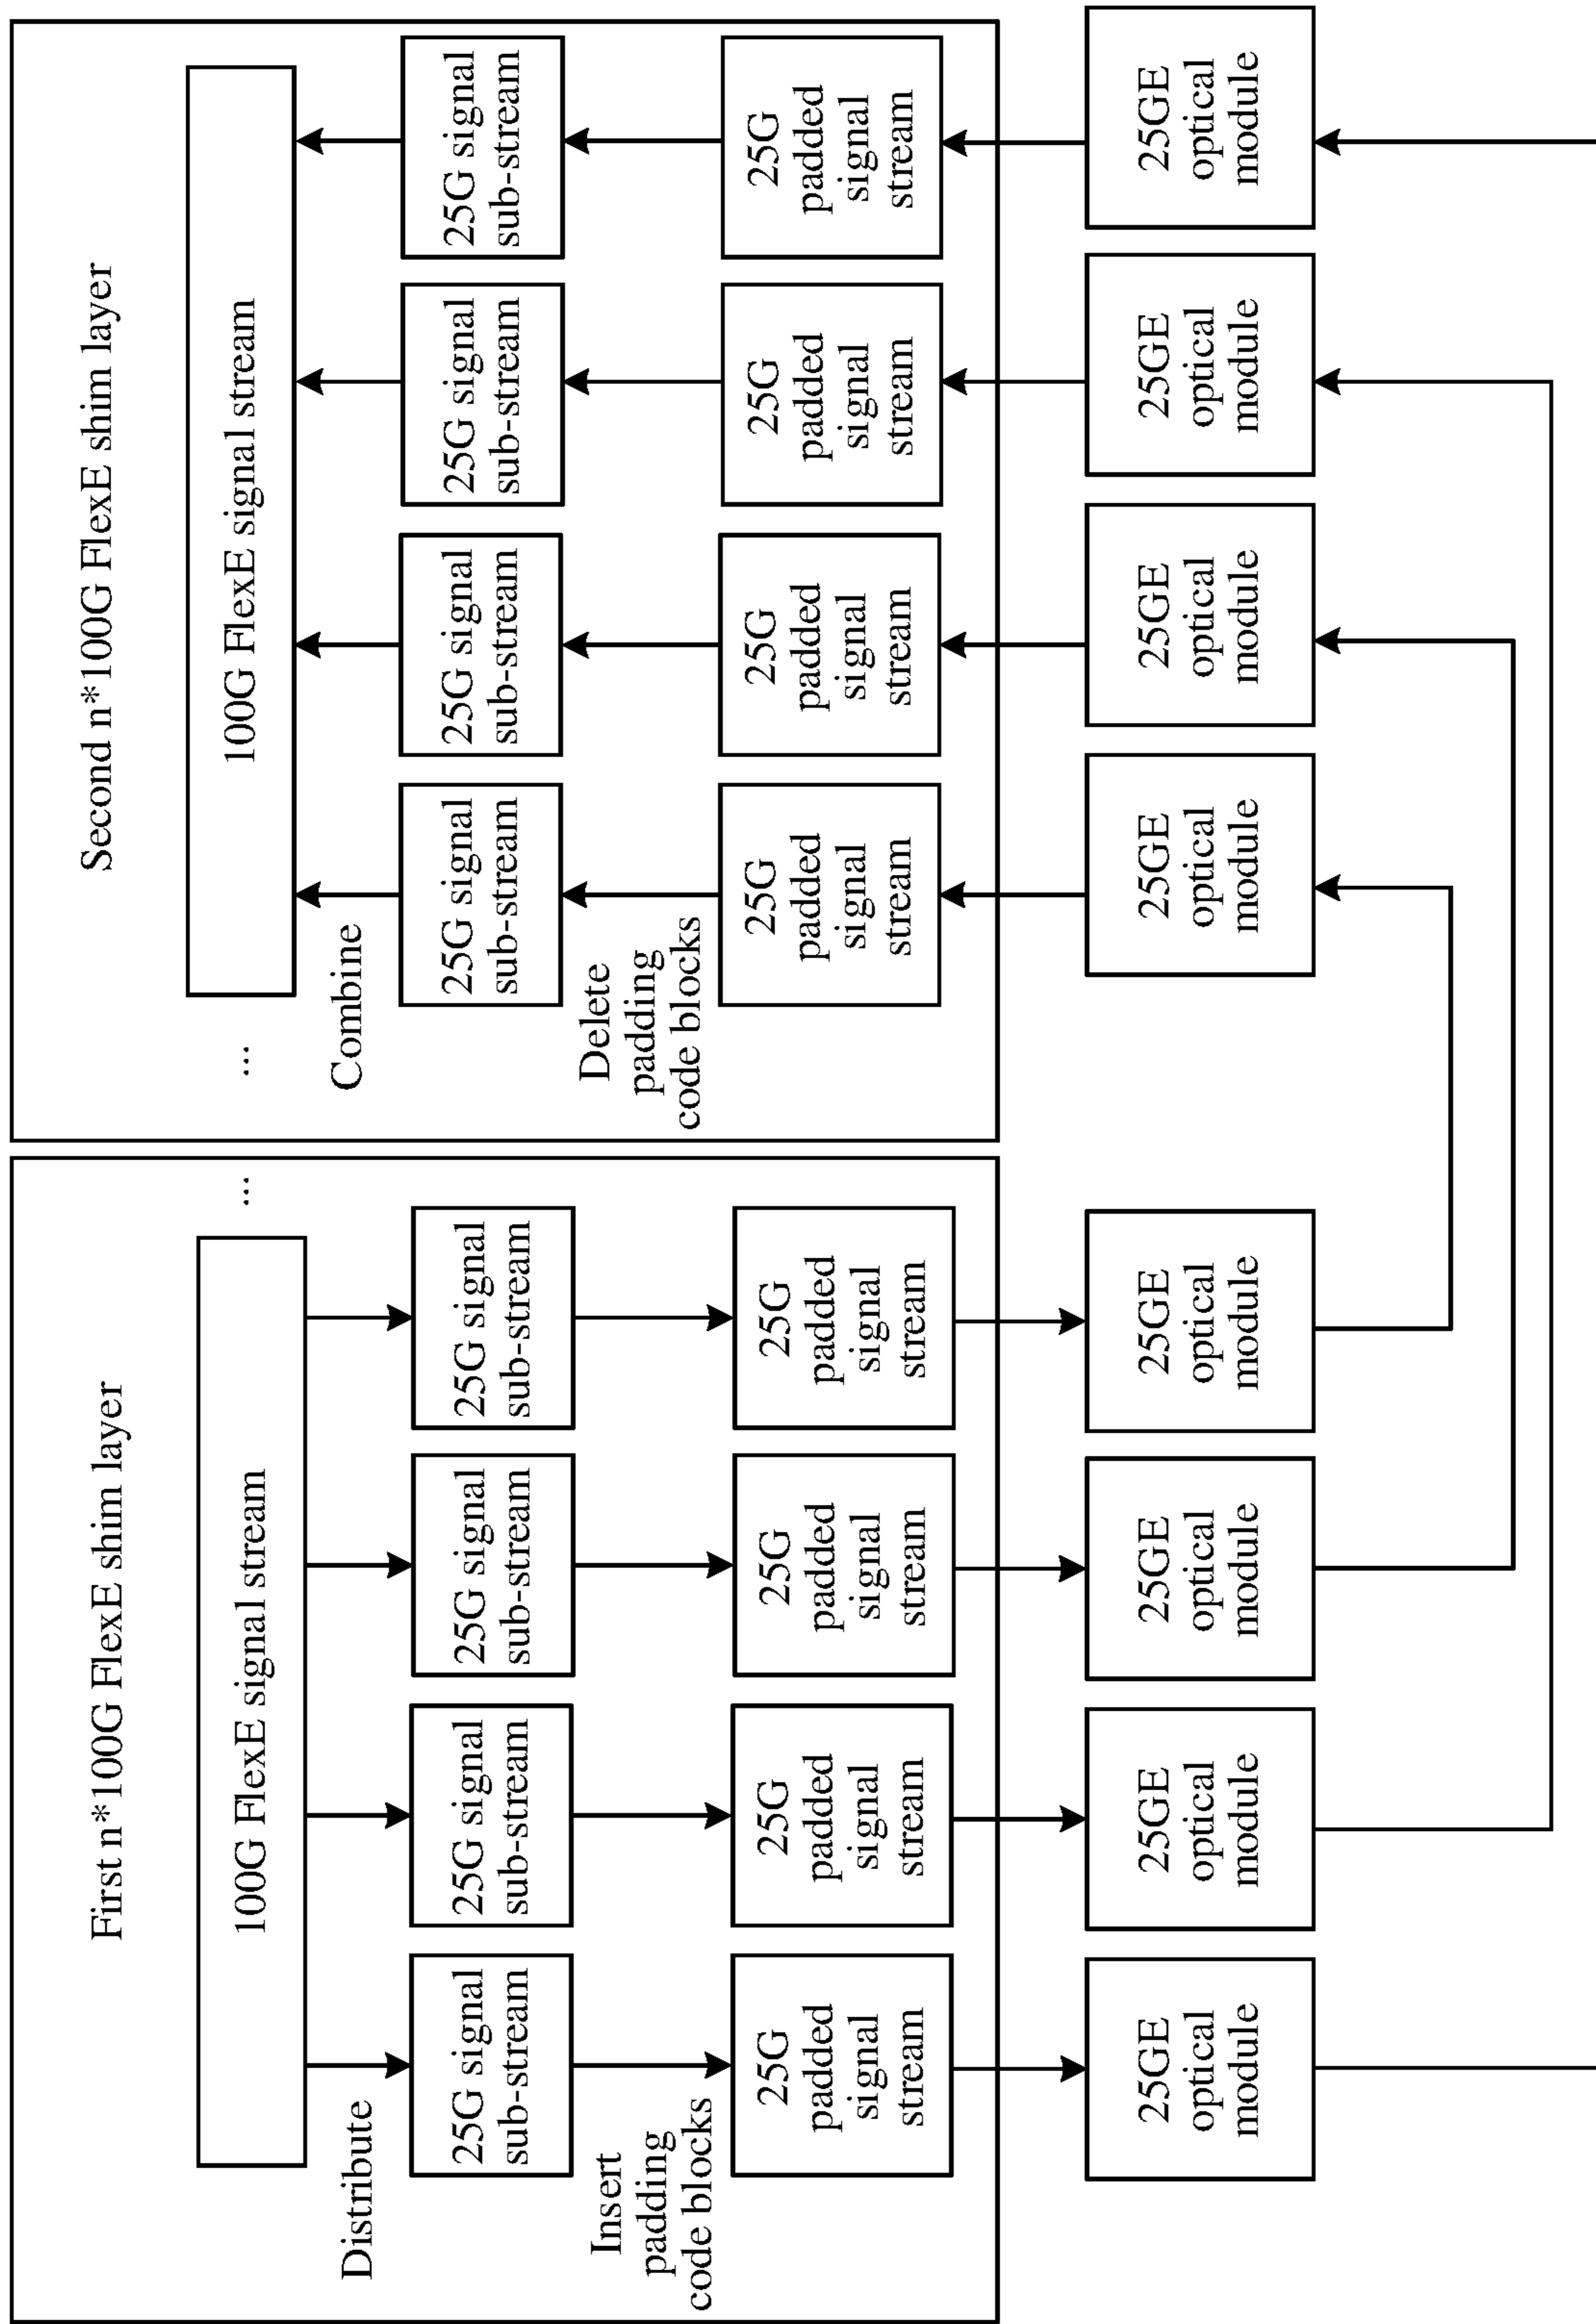 First n*100G FlexE shim layer
100G FlexE signal stream
...
Distribute
25G signal
sub-stream
25G signal
sub-stream
25G signal
sub-stream
25G signal
sub-stream
Insert
padding
code blocks
25G
padded
signal
stream
25G
padded
signal
stream
25G
padded
signal
stream
25G
padded
signal
stream
25GE
optical
module
25GE
optical
module
25GE
optical
module
25GE
optical
module
Second n*100G FlexE shim layer
...
100G FlexE signal stream
Combine
25G signal
sub-stream
25G signal
sub-stream
25G signal
sub-stream
25G signal
sub-stream
Delete
padding
code blocks
25G
padded
signal
stream
25G
padded
signal
stream
25G
padded
signal
stream
25G
padded
signal
stream
25GE
optical
module
25GE
optical
module
25GE
optical
module
25GE
optical
module